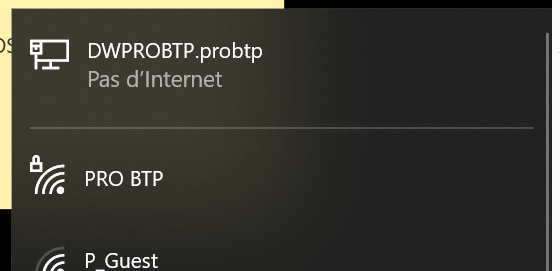 DWPROBTP.probtp
Pas d'Internet
PRO BTP
P_Guest